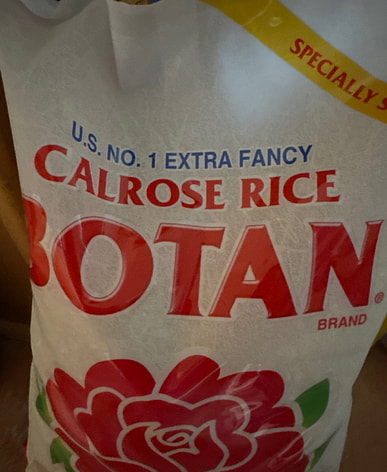 SPECIALLY S
U.S. NO. 1 EXTRA FANCY
CALROSE RICE
BOTAN®
BRAND